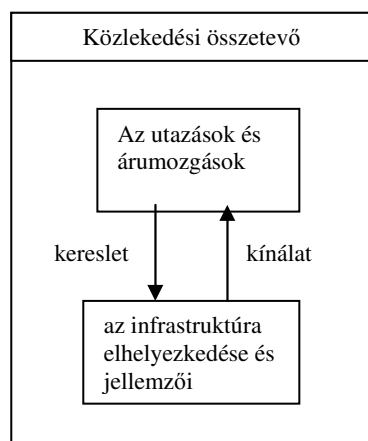 Közlekedési összetevő
Az utazások és
árumozgások
kereslet
kínálat
az infrastruktúra
elhelyezkedése és
jellemzői